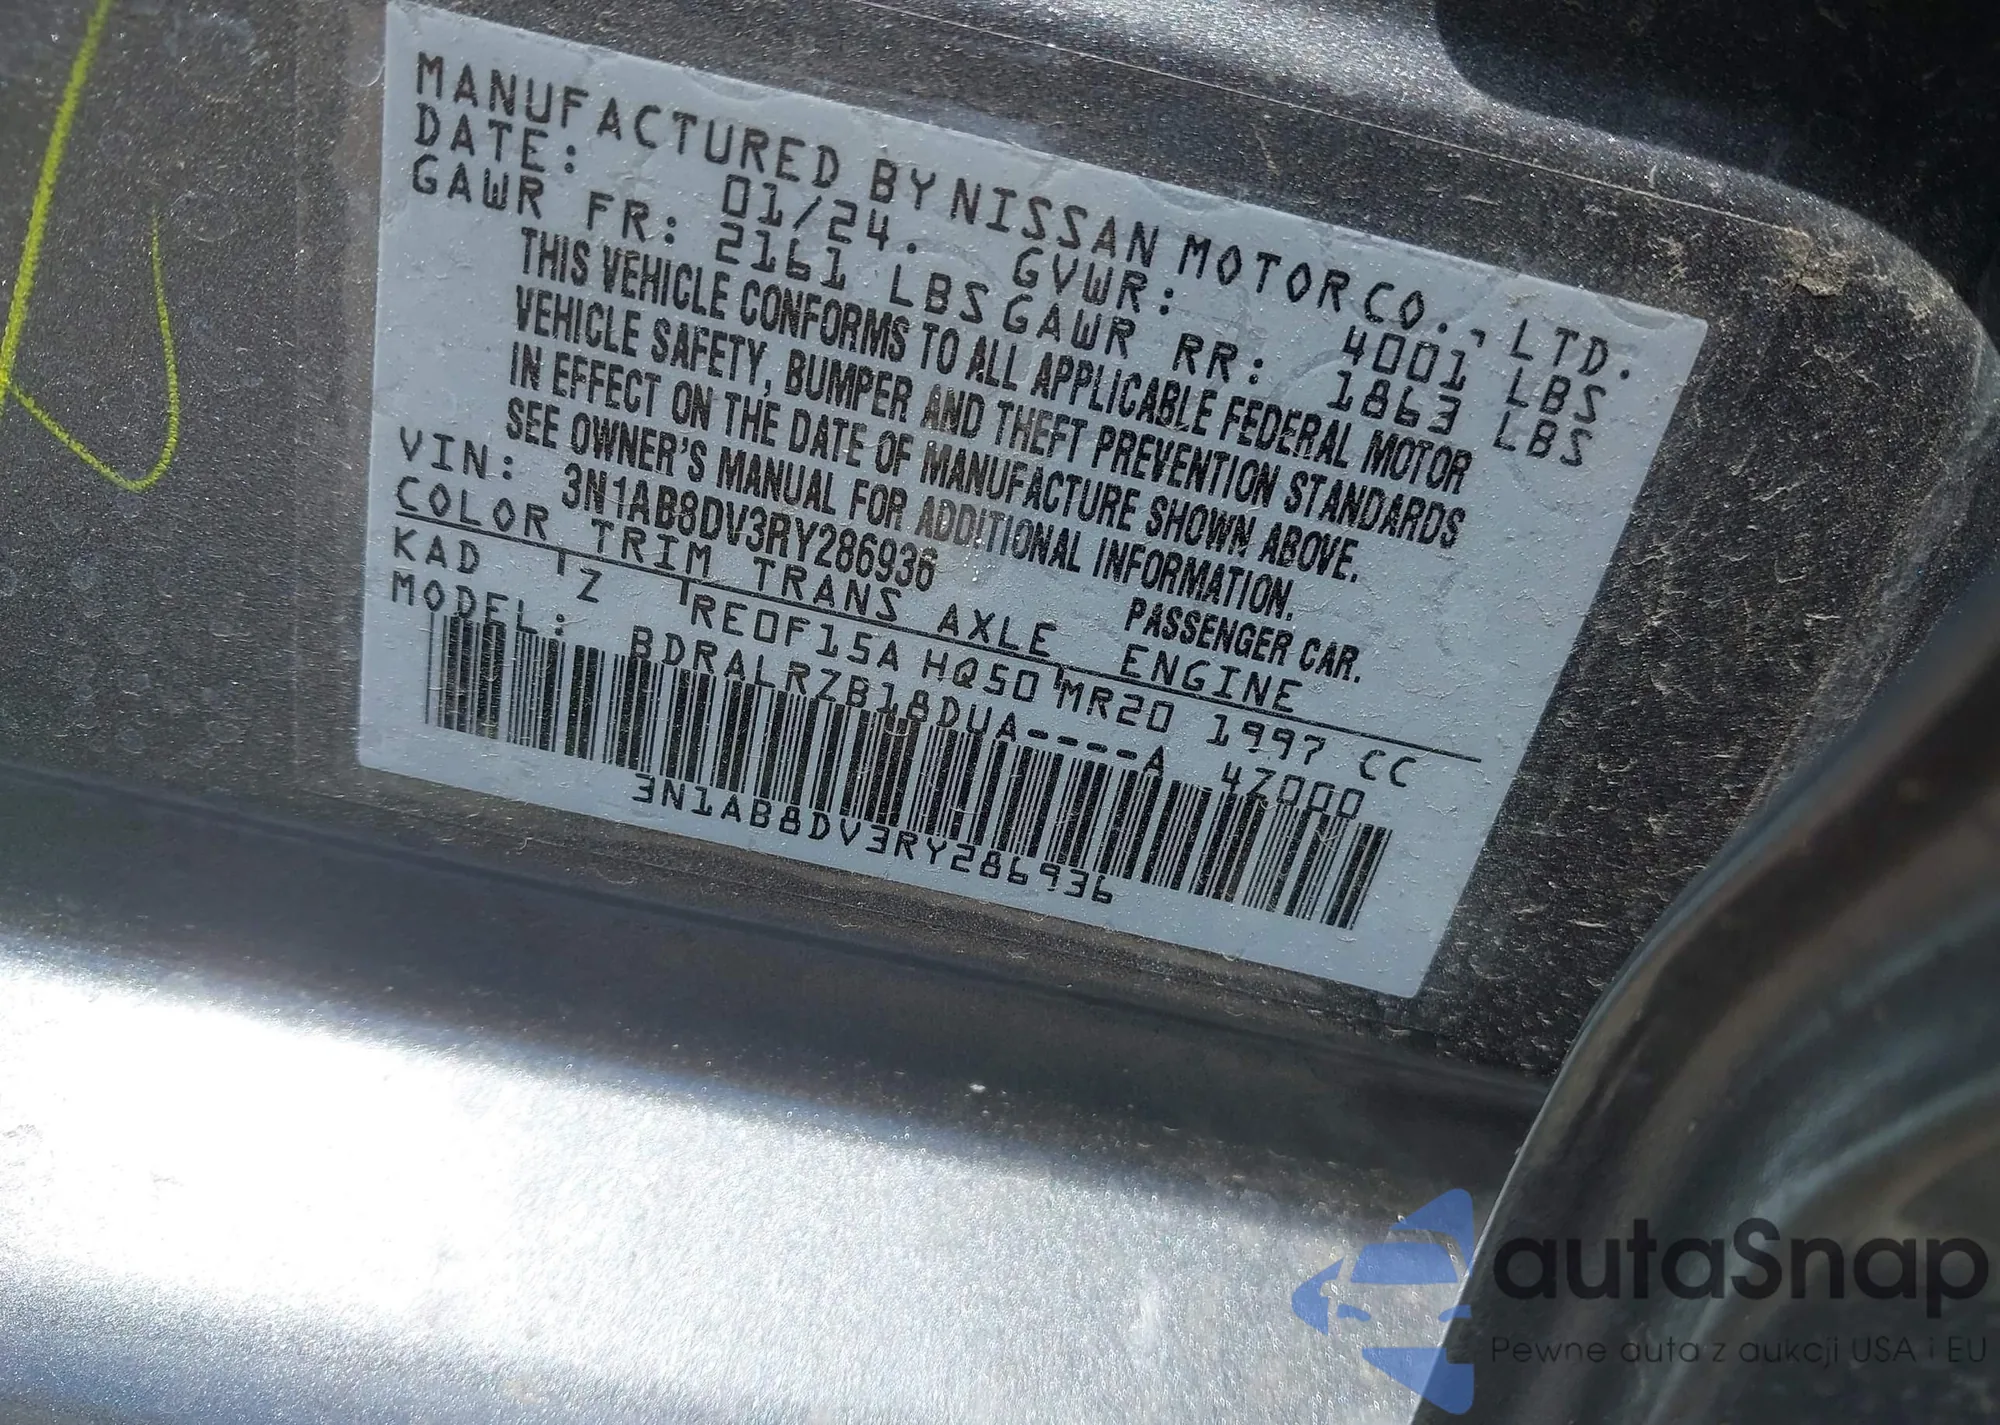 MANUFACTURED BY NISSAN MOTOR CO., LTD.
DATE: 01/24. GVWR: 4001 LBS
GAWR FR: 2161 LBS GAWR RR: 1863 LBS
THIS VEHICLE CONFORMS TO ALL APPLICABLE FEDERAL MOTOR
VEHICLE SAFETY, BUMPER AND THEFT PREVENTION STANDARDS
IN EFFECT ON THE DATE OF MANUFACTURE SHOWN ABOVE.
SEE OWNER'S MANUAL FOR ADDITIONAL INFORMATION.
VIN: 3N1AB8DV3RY286936 PASSENGER CAR.
COLOR TRIM TRANS AXLE ENGINE
KAD Z RE0F15A HQ50 MR20 1997 CC
MODEL: BDRALRZB18DUA----A 4Z000
3N1AB8DV3RY286936
autaSnap
Pewne auta z aukcji USA i EU